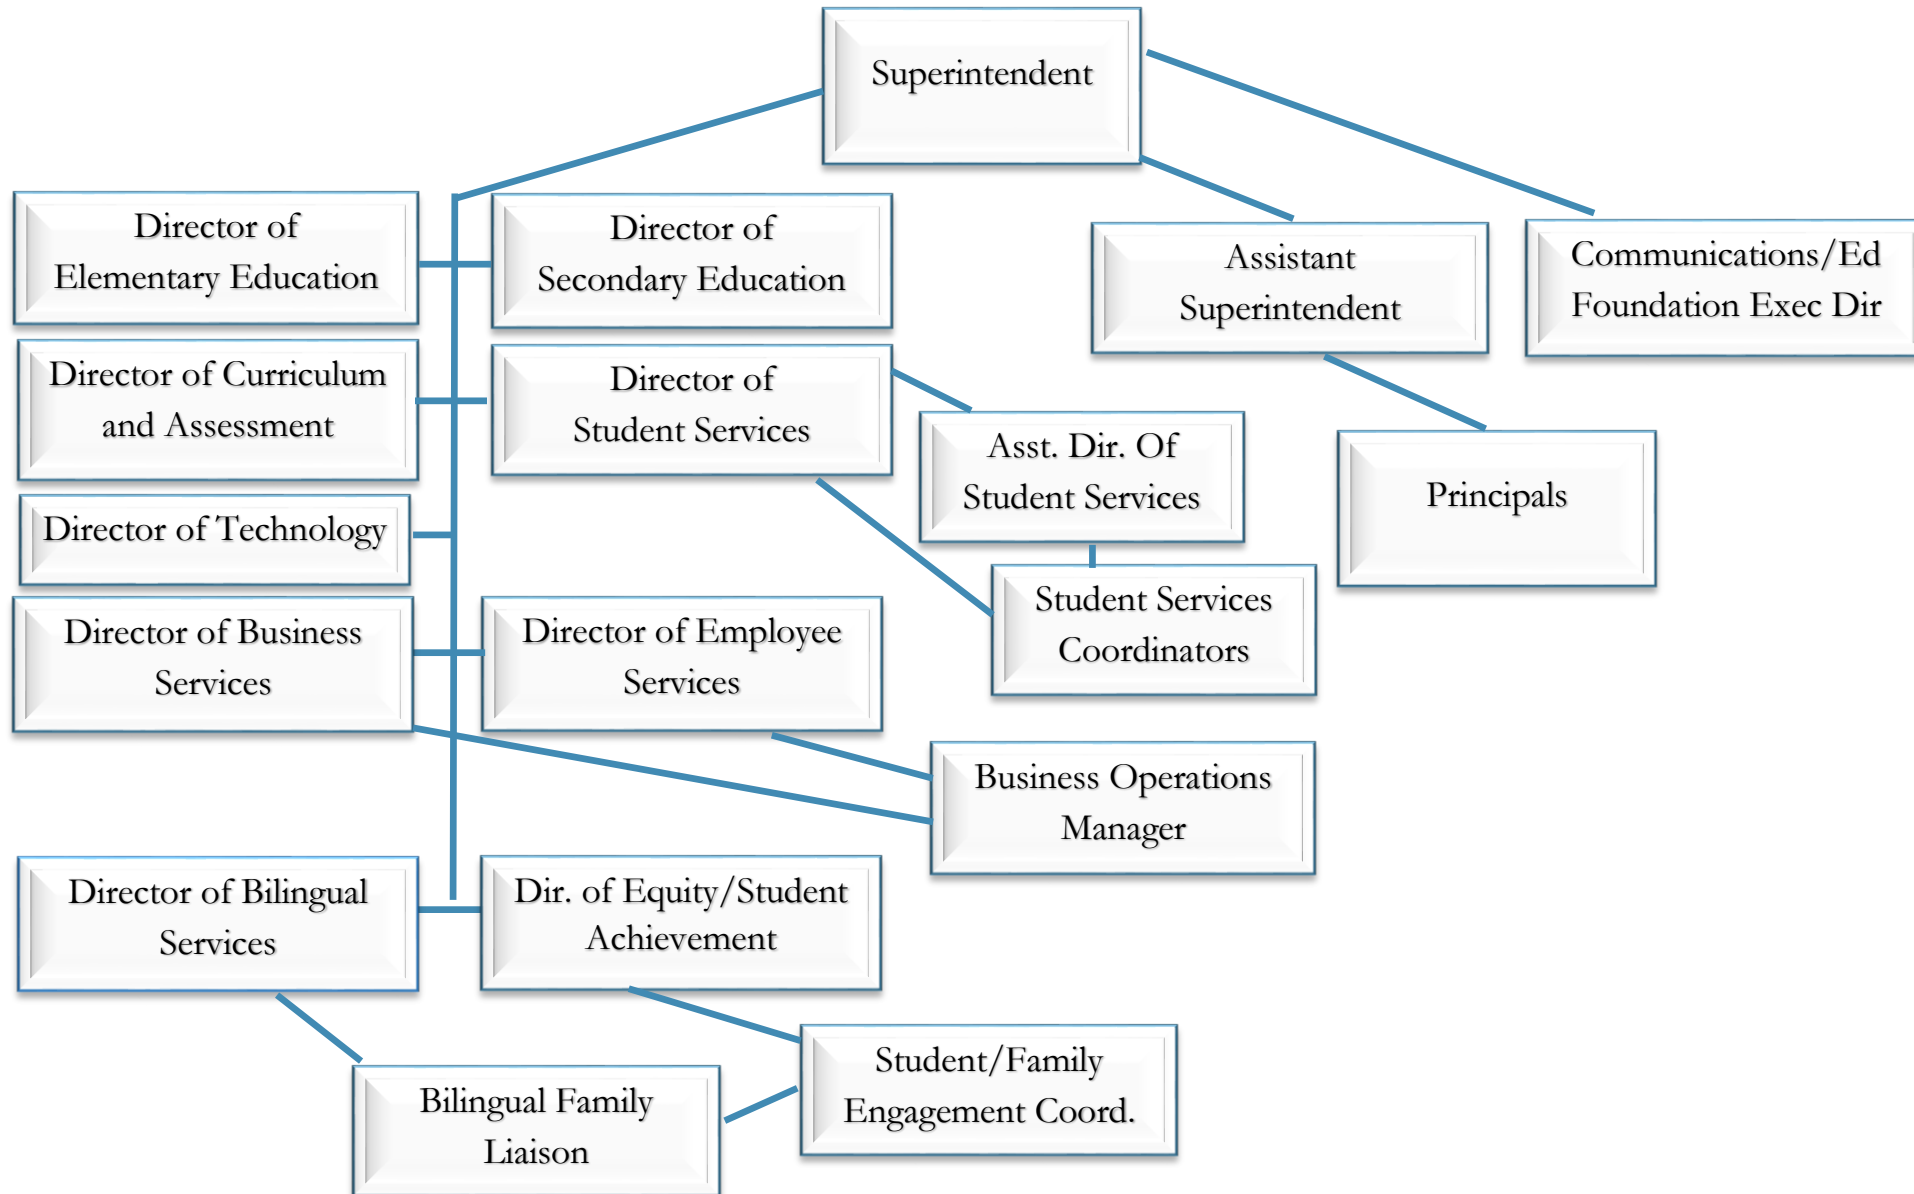 Superintendent
Director of
Elementary Education
Director of
Secondary Education
Assistant
Superintendent
Communications/Ed
Foundation Exec Dir
Director of Curriculum
and Assessment
Director of
Student Services
Asst. Dir. Of
Student Services
Principals
Director of Technology
Student Services
Coordinators
Director of Business
Services
Director of Employee
Services
Business Operations
Manager
Director of Bilingual
Services
Dir. of Equity/Student
Achievement
Student/Family
Engagement Coord.
Bilingual Family
Liaison